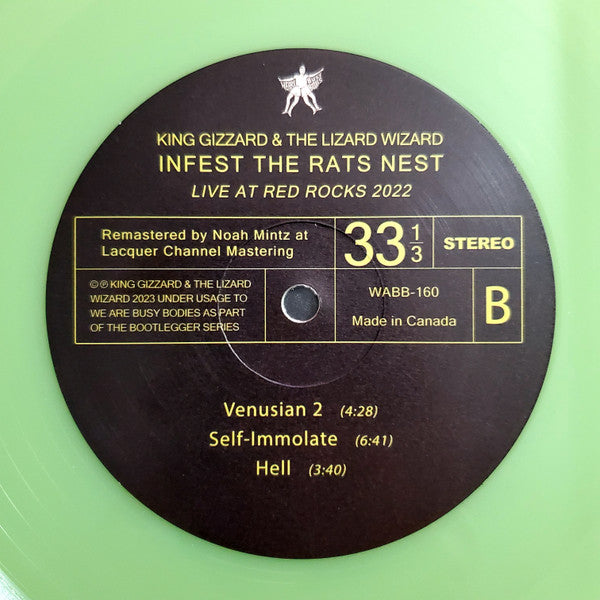 KING GIZZARD & THE LIZARD WIZARD
INFEST THE RATS NEST
LIVE AT RED ROCKS 2022
Remastered by Noah Mintz at
Lacquer Channel Mastering
33 1/3
STEREO
© ℗ KING GIZZARD & THE LIZARD
WIZARD 2023 UNDER USAGE TO
WE ARE BUSY BODIES AS PART
OF THE BOOTLEGGER SERIES
WABB-160
Made in Canada
B
Venusian 2 (4:28)
Self-Immolate (6:41)
Hell (3:40)